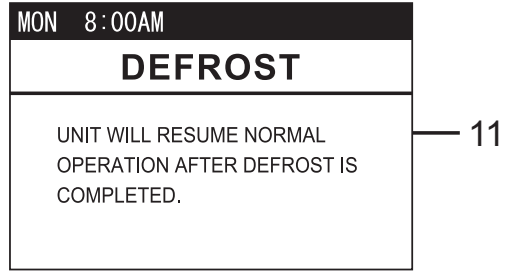 MON 8:00AM
DEFROST
UNIT WILL RESUME NORMAL
OPERATION AFTER DEFROST IS
COMPLETED.
11